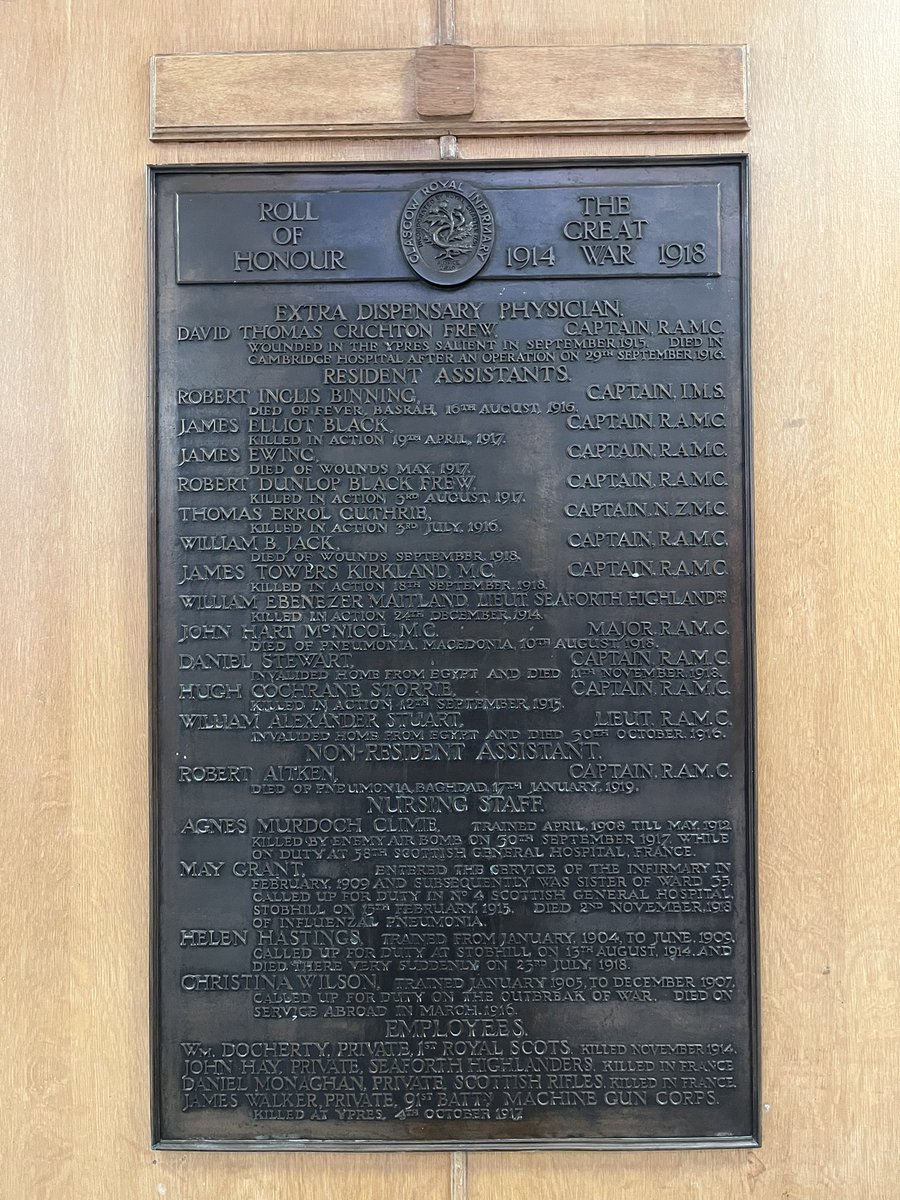 ROLL
OF
HONOUR
GLASGOW ROYAL INFIRMARY
THE
GREAT
1914 WAR 1918
EXTRA DISPENSARY PHYSICIAN.
DAVID THOMAS CRICHTON FREW. CAPTAIN, R.A.M.C.
WOUNDED IN THE YPRES SALIENT IN SEPTEMBER 1915. DIED IN
CAMBRIDGE HOSPITAL AFTER AN OPERATION ON 29TH SEPTEMBER, 1916.
RESIDENT ASSISTANTS.
ROBERT INGLIS BINNING, CAPTAIN, I.M.S.
DIED OF FEVER, BASRAH, 16TH AUGUST, 1916.
JAMES ELLIOT BLACK, CAPTAIN, R.A.M.C.
KILLED IN ACTION 19TH APRIL, 1917.
JAMES EWING, CAPTAIN, R.A.M.C.
DIED OF WOUNDS MAY, 1917.
ROBERT DUNLOP BLACK FREW, CAPTAIN, R.A.M.C.
KILLED IN ACTION 3RD AUGUST, 1917.
THOMAS ERROL GUTHRIE, CAPTAIN, N.Z.M.C.
KILLED IN ACTION 3RD JULY, 1916.
WILLIAM B. JACK, CAPTAIN, R.A.M.C.
DIED OF WOUNDS SEPTEMBER, 1918.
JAMES TOWERS KIRKLAND, M.C. CAPTAIN, R.A.M.C.
KILLED IN ACTION 18TH SEPTEMBER, 1918.
WILLIAM EBENEZER MAITLAND, LIEUT. SEAFORTH HIGHLANDRS
KILLED IN ACTION 24TH DECEMBER, 1914.
JOHN HART McNICOL, M.C. MAJOR, R.A.M.C.
DIED OF PNEUMONIA, MACEDONIA, 10TH AUGUST, 1918.
DANIEL STEWART, CAPTAIN, R.A.M.C.
INVALIDED HOME FROM EGYPT AND DIED 11TH NOVEMBER, 1918.
HUGH COCHRANE STORRIE, CAPTAIN, R.A.M.C.
KILLED IN ACTION 12TH SEPTEMBER, 1915.
WILLIAM ALEXANDER STUART, LIEUT. R.A.M.C.
INVALIDED HOME FROM EGYPT AND DIED 30TH OCTOBER, 1916.
NON-RESIDENT ASSISTANT.
ROBERT AITKEN, CAPTAIN, R.A.M.C.
DIED OF PNEUMONIA, BAGHDAD, 17TH JANUARY, 1919.
NURSING STAFF.
AGNES MURDOCH CLIMIE. TRAINED APRIL, 1908 TILL MAY, 1912.
KILLED BY ENEMY AIR BOMB ON 30TH SEPTEMBER 1917, WHILE
ON DUTY AT 58TH SCOTTISH GENERAL HOSPITAL, FRANCE.
MAY GRANT, ENTERED THE SERVICE OF THE INFIRMARY IN
FEBRUARY, 1909 AND SUBSEQUENTLY WAS SISTER OF WARD 35.
CALLED UP FOR DUTY IN NO 4 SCOTTISH GENERAL HOSPITAL,
STOBHILL ON 15TH FEBRUARY, 1915. DIED 2ND NOVEMBER, 1918
OF INFLUENZAL PNEUMONIA.
HELEN HASTINGS, TRAINED FROM JANUARY, 1904, TO JUNE, 1909.
CALLED UP FOR DUTY AT STOBHILL ON 13TH AUGUST, 1914. AND
DIED THERE VERY SUDDENLY ON 23RD JULY, 1918.
CHRISTINA WILSON, TRAINED JANUARY 1905, TO DECEMBER 1907.
CALLED UP FOR DUTY ON THE OUTBREAK OF WAR. DIED ON
SERVICE ABROAD IN MARCH, 1916.
EMPLOYEES.
WM. DOCHERTY, PRIVATE, 1ST ROYAL SCOTS. KILLED NOVEMBER 1914.
JOHN HAY, PRIVATE, SEAFORTH HIGHLANDERS, KILLED IN FRANCE
DANIEL MONAGHAN, PRIVATE, SCOTTISH RIFLES, KILLED IN FRANCE.
JAMES WALKER, PRIVATE, 91ST BATTY MACHINE GUN CORPS.
KILLED AT YPRES, 4TH OCTOBER 1917.